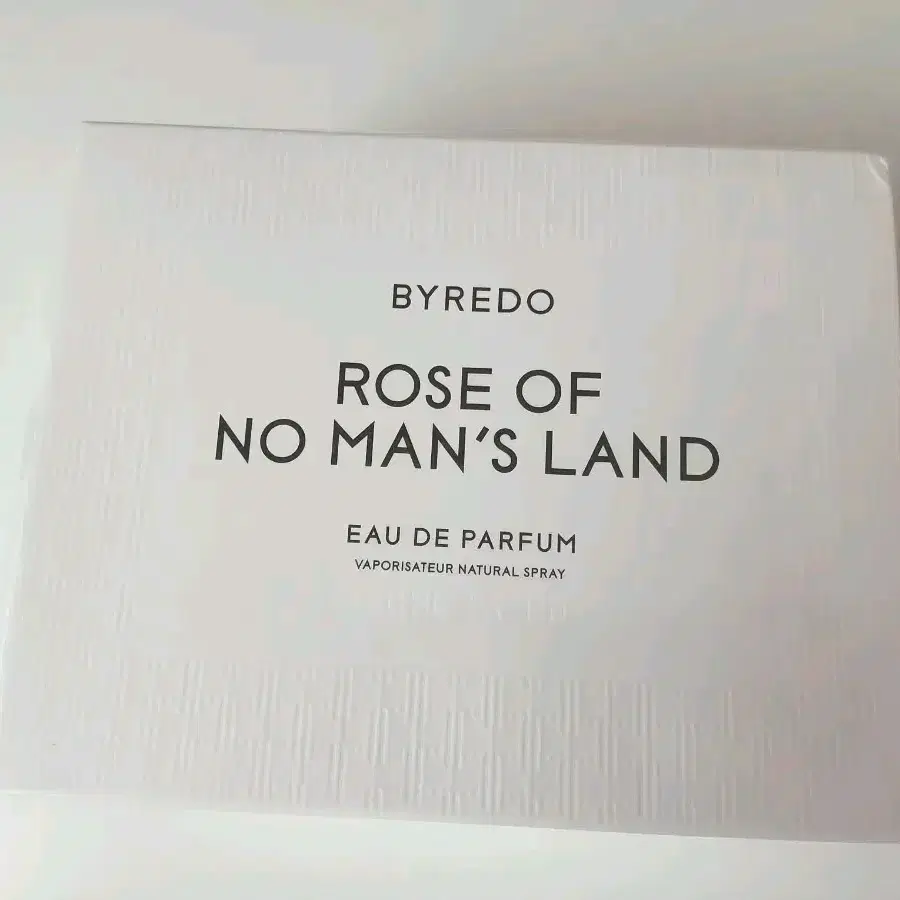 BYREDO
ROSE OF
NO MAN'S LAND
EAU DE PARFUM
VAPORISATEUR NATURAL SPRAY